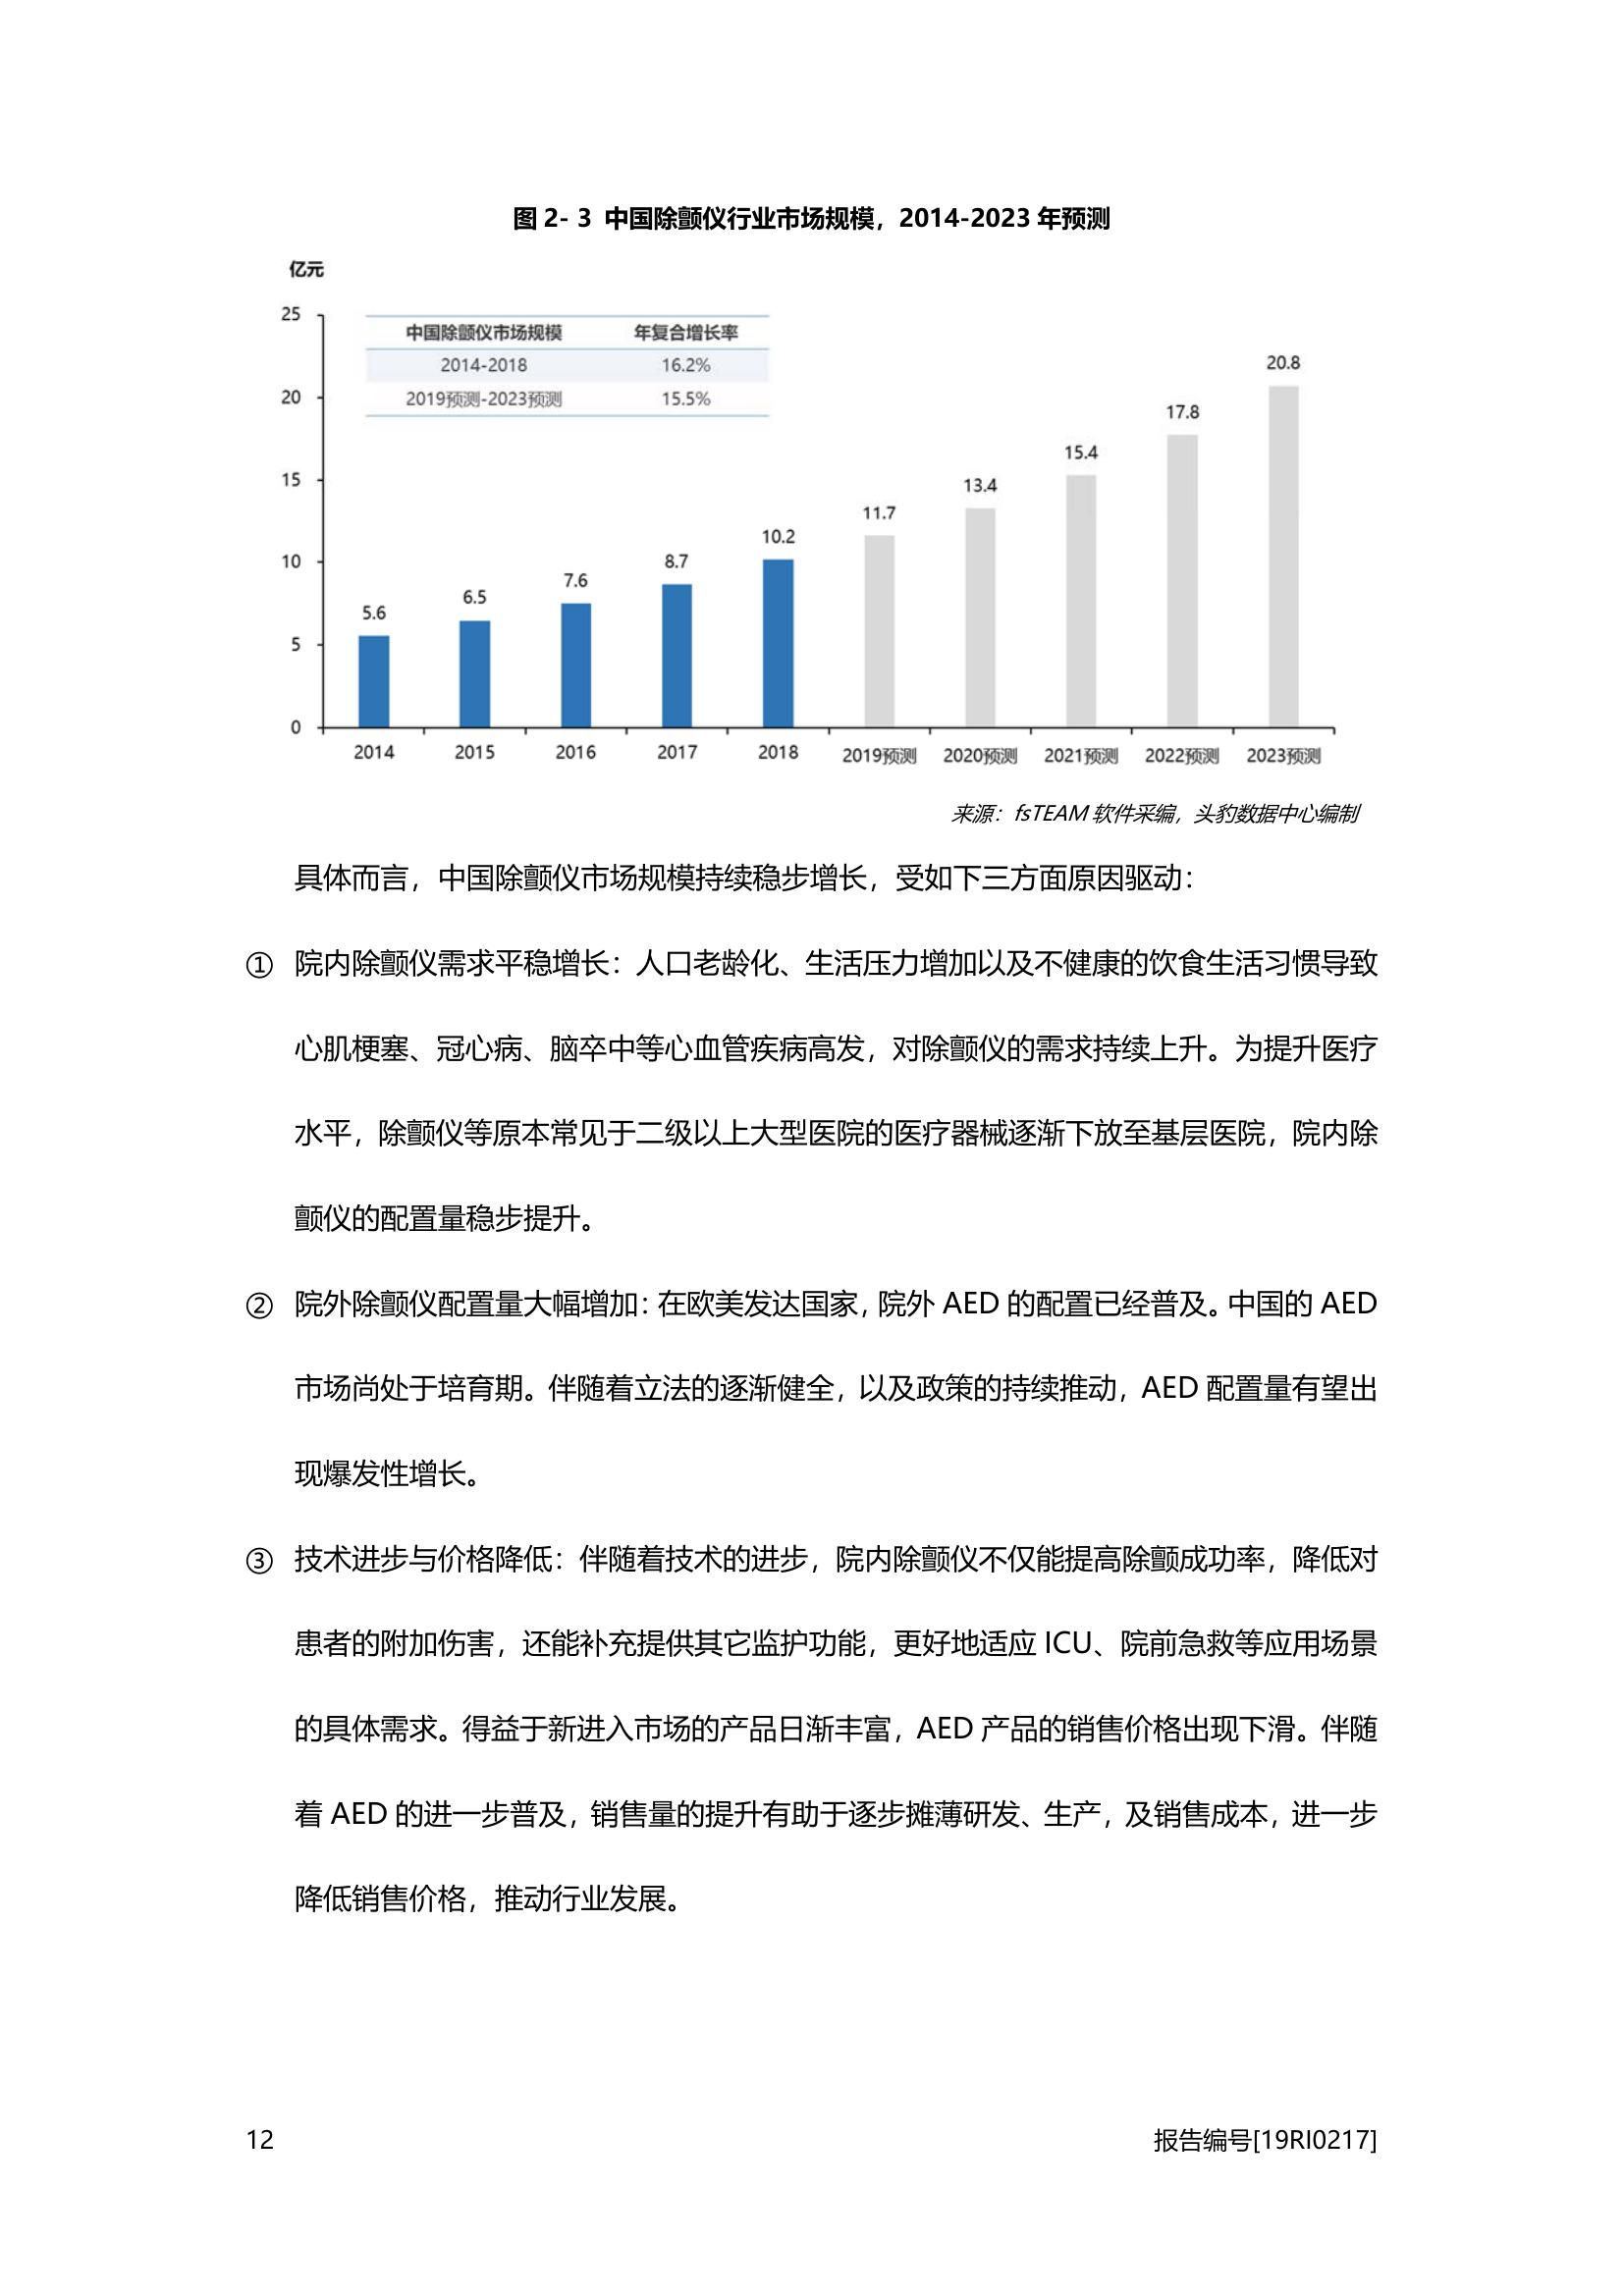 图 2- 3 中国除颤仪行业市场规模，2014-2023 年预测
亿元
25
20
15
10
5
0
中国除颤仪市场规模 年复合增长率
2014-2018 16.2%
2019预测-2023预测 15.5%
5.6 6.5 7.6 8.7 10.2 11.7 13.4 15.4 17.8 20.8
2014 2015 2016 2017 2018 2019预测 2020预测 2021预测 2022预测 2023预测
来源：fsTEAM 软件采编，头豹数据中心编制
具体而言，中国除颤仪市场规模持续稳步增长，受如下三方面原因驱动：
① 院内除颤仪需求平稳增长：人口老龄化、生活压力增加以及不健康的饮食生活习惯导致
心肌梗塞、冠心病、脑卒中等心血管疾病高发，对除颤仪的需求持续上升。为提升医疗
水平，除颤仪等原本常见于二级以上大型医院的医疗器械逐渐下放至基层医院，院内除
颤仪的配置量稳步提升。
② 院外除颤仪配置量大幅增加：在欧美发达国家，院外 AED 的配置已经普及。中国的 AED
市场尚处于培育期。伴随着立法的逐渐健全，以及政策的持续推动，AED 配置量有望出
现爆发性增长。
③ 技术进步与价格降低：伴随着技术的进步，院内除颤仪不仅能提高除颤成功率，降低对
患者的附加伤害，还能补充提供其它监护功能，更好地适应 ICU、院前急救等应用场景
的具体需求。得益于新进入市场的产品日渐丰富，AED 产品的销售价格出现下滑。伴随
着 AED 的进一步普及，销售量的提升有助于逐步摊薄研发、生产，及销售成本，进一步
降低销售价格，推动行业发展。
12 报告编号[19RI0217]